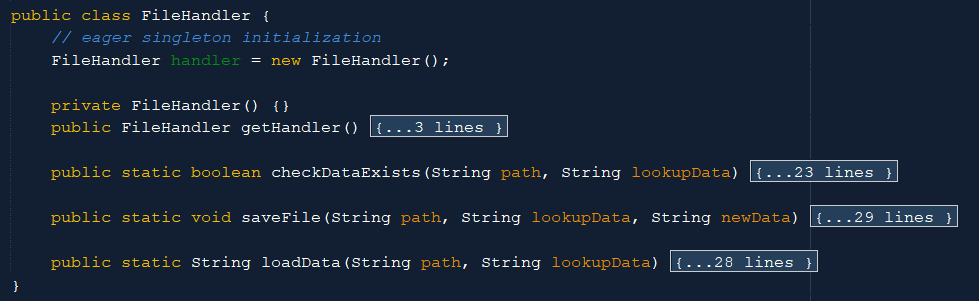 public class FileHandler {
// eager singleton initialization
FileHandler handler = new FileHandler();
private FileHandler() {}
public FileHandler getHandler() {...3 lines }
public static boolean checkDataExists(String path, String lookupData) {...23 lines }
public static void saveFile(String path, String lookupData, String newData) {...29 lines }
public static String loadData(String path, String lookupData) {...28 lines }
}